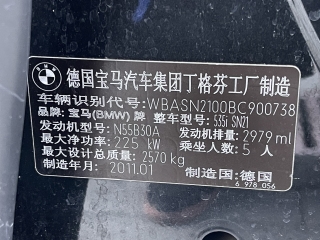 德国宝马汽车集团丁格芬工厂制造
车辆识别代号:WBASN2100BC900738
品牌: 宝马(BMW) 牌 整车型号: 535i SN21
发动机型号: N55B30A 发动机排量: 2979 ml
最大净功率: 225 kW 乘坐人数: 5 人
最大设计总质量: 2570 kg
制造年月: 2011.01 制造国: 德国
6 978 056